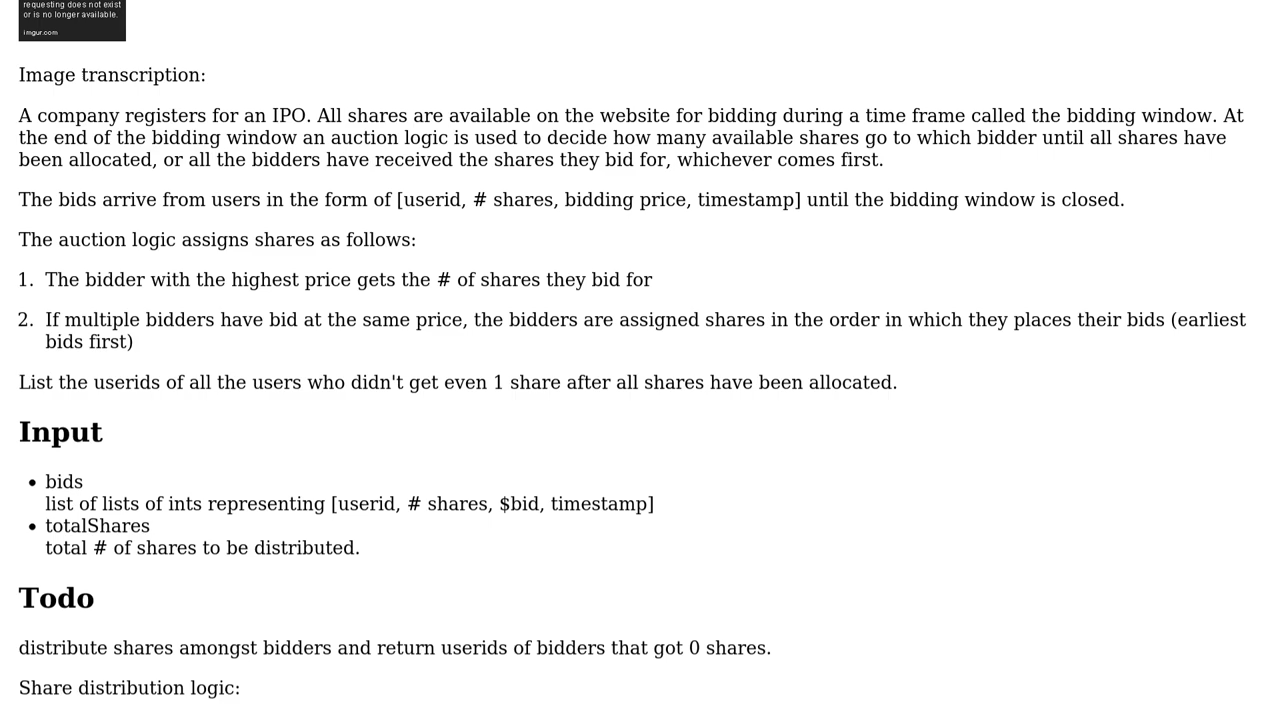 requesting does not exist
or is no longer available.
imgur.com
Image transcription:
A company registers for an IPO. All shares are available on the website for bidding during a time frame called the bidding window. At
the end of the bidding window an auction logic is used to decide how many available shares go to which bidder until all shares have
been allocated, or all the bidders have received the shares they bid for, whichever comes first.
The bids arrive from users in the form of [userid, # shares, bidding price, timestamp] until the bidding window is closed.
The auction logic assigns shares as follows:
1. The bidder with the highest price gets the # of shares they bid for
2. If multiple bidders have bid at the same price, the bidders are assigned shares in the order in which they places their bids (earliest
bids first)
List the userids of all the users who didn't get even 1 share after all shares have been allocated.
Input
• bids
list of lists of ints representing [userid, # shares, $bid, timestamp]
• totalShares
total # of shares to be distributed.
Todo
distribute shares amongst bidders and return userids of bidders that got 0 shares.
Share distribution logic: